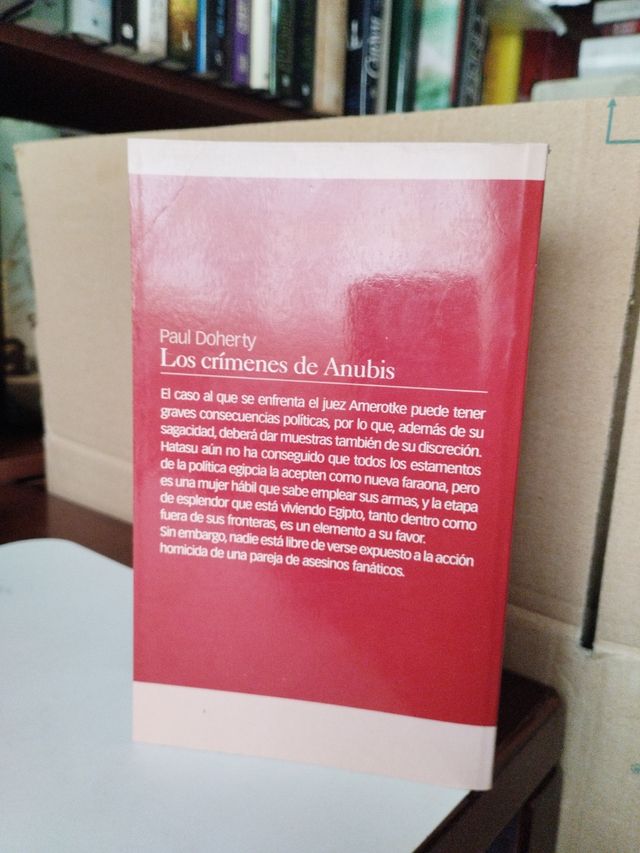 Paul Doherty
Los crímenes de Anubis
El caso al que se enfrenta el juez Amerotke puede tener
graves consecuencias políticas, por lo que, además de su
sagacidad, deberá dar muestras también de su discreción.
Hatasu aún no ha conseguido que todos los estamentos
de la política egipcia la acepten como nueva faraona, pero
es una mujer hábil que sabe emplear sus armas, y la etapa
de esplendor que está viviendo Egipto, tanto dentro como
fuera de sus fronteras, es un elemento a su favor.
Sin embargo, nadie está libre de verse expuesto a la acción
homicida de una pareja de asesinos fanáticos.